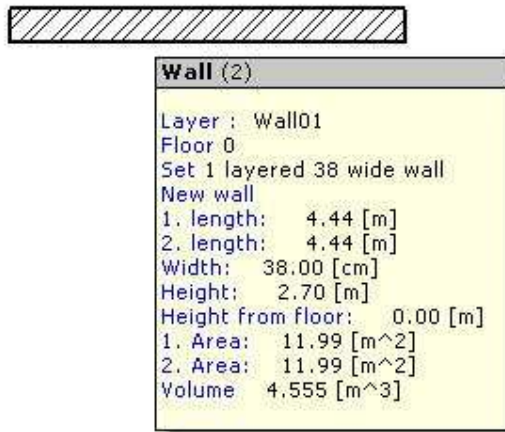 Wall (2)
Layer : Wall01
Floor 0
Set 1 layered 38 wide wall
New wall
1. length: 4.44 [m]
2. length: 4.44 [m]
Width: 38.00 [cm]
Height: 2.70 [m]
Height from floor: 0.00 [m]
1. Area: 11.99 [m^2]
2. Area: 11.99 [m^2]
Volume 4.555 [m^3]